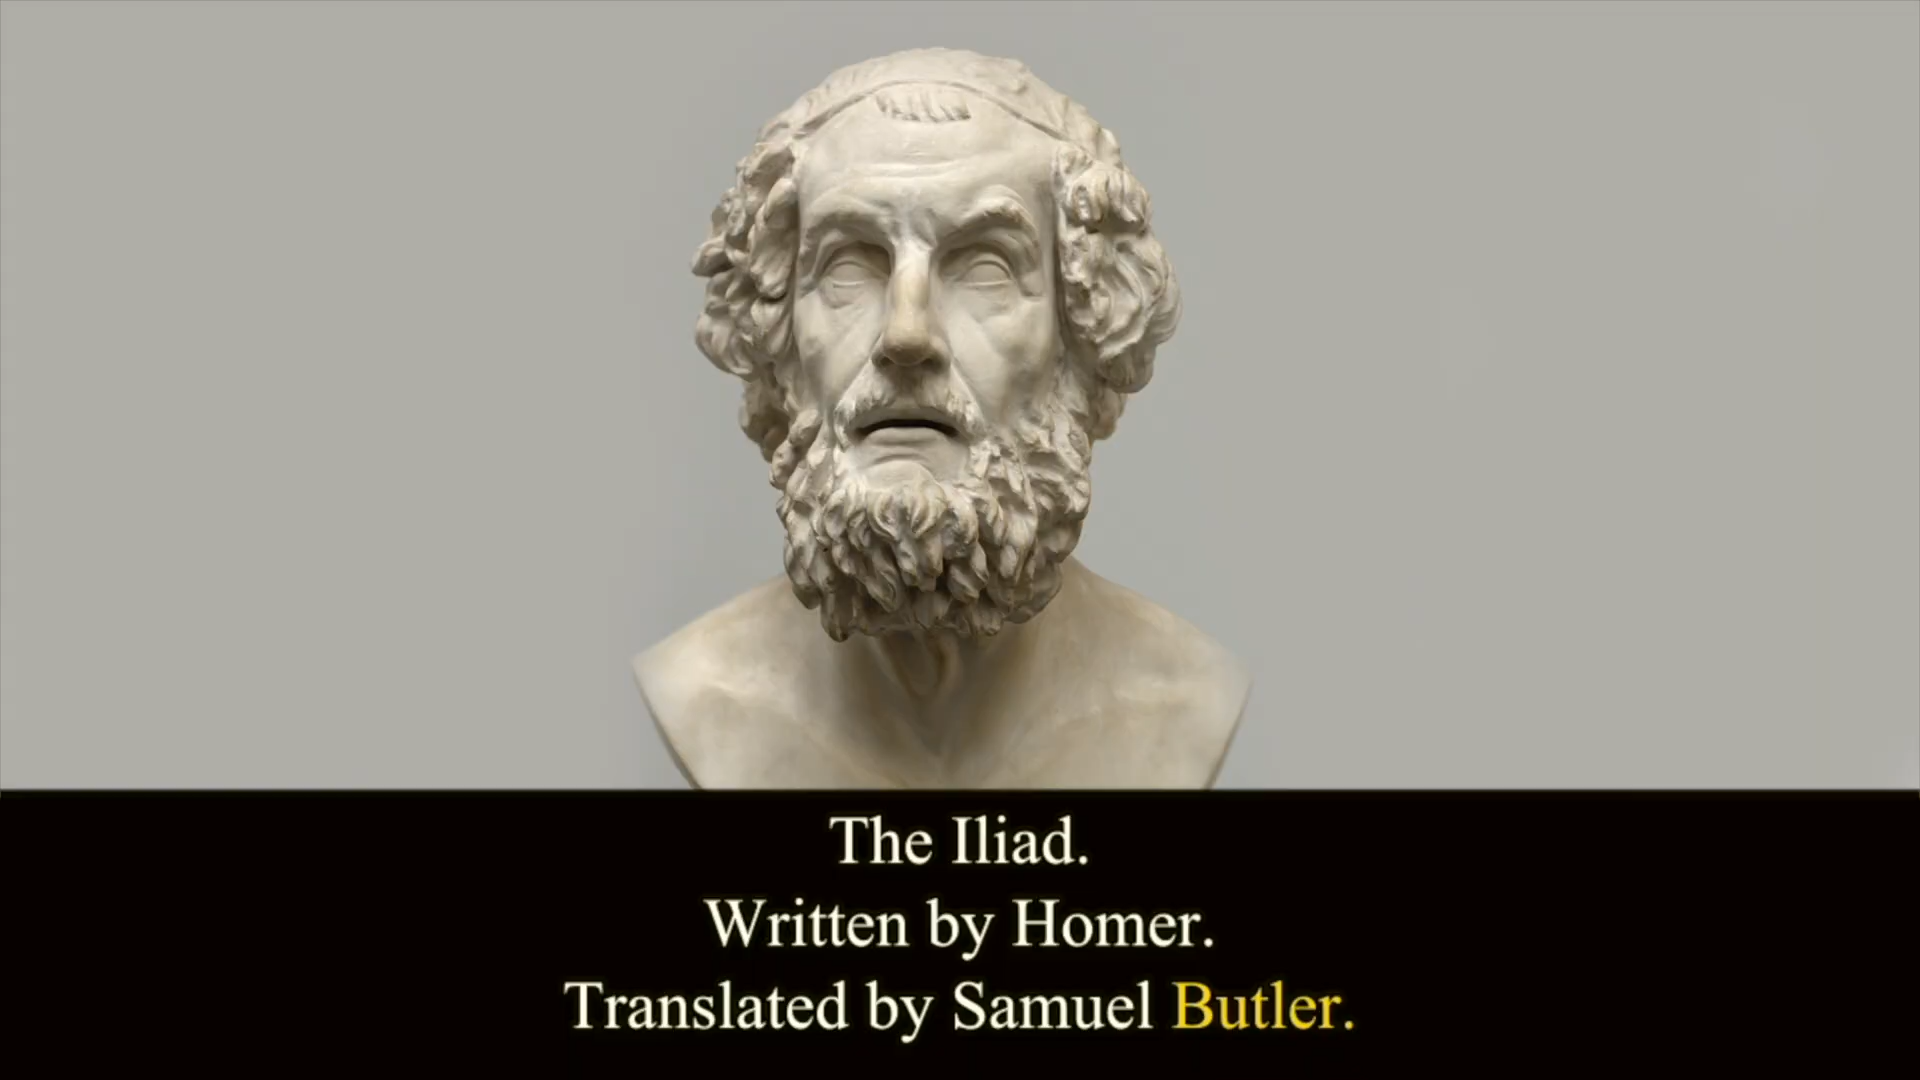 The Iliad.
Written by Homer.
Translated by Samuel Butler.